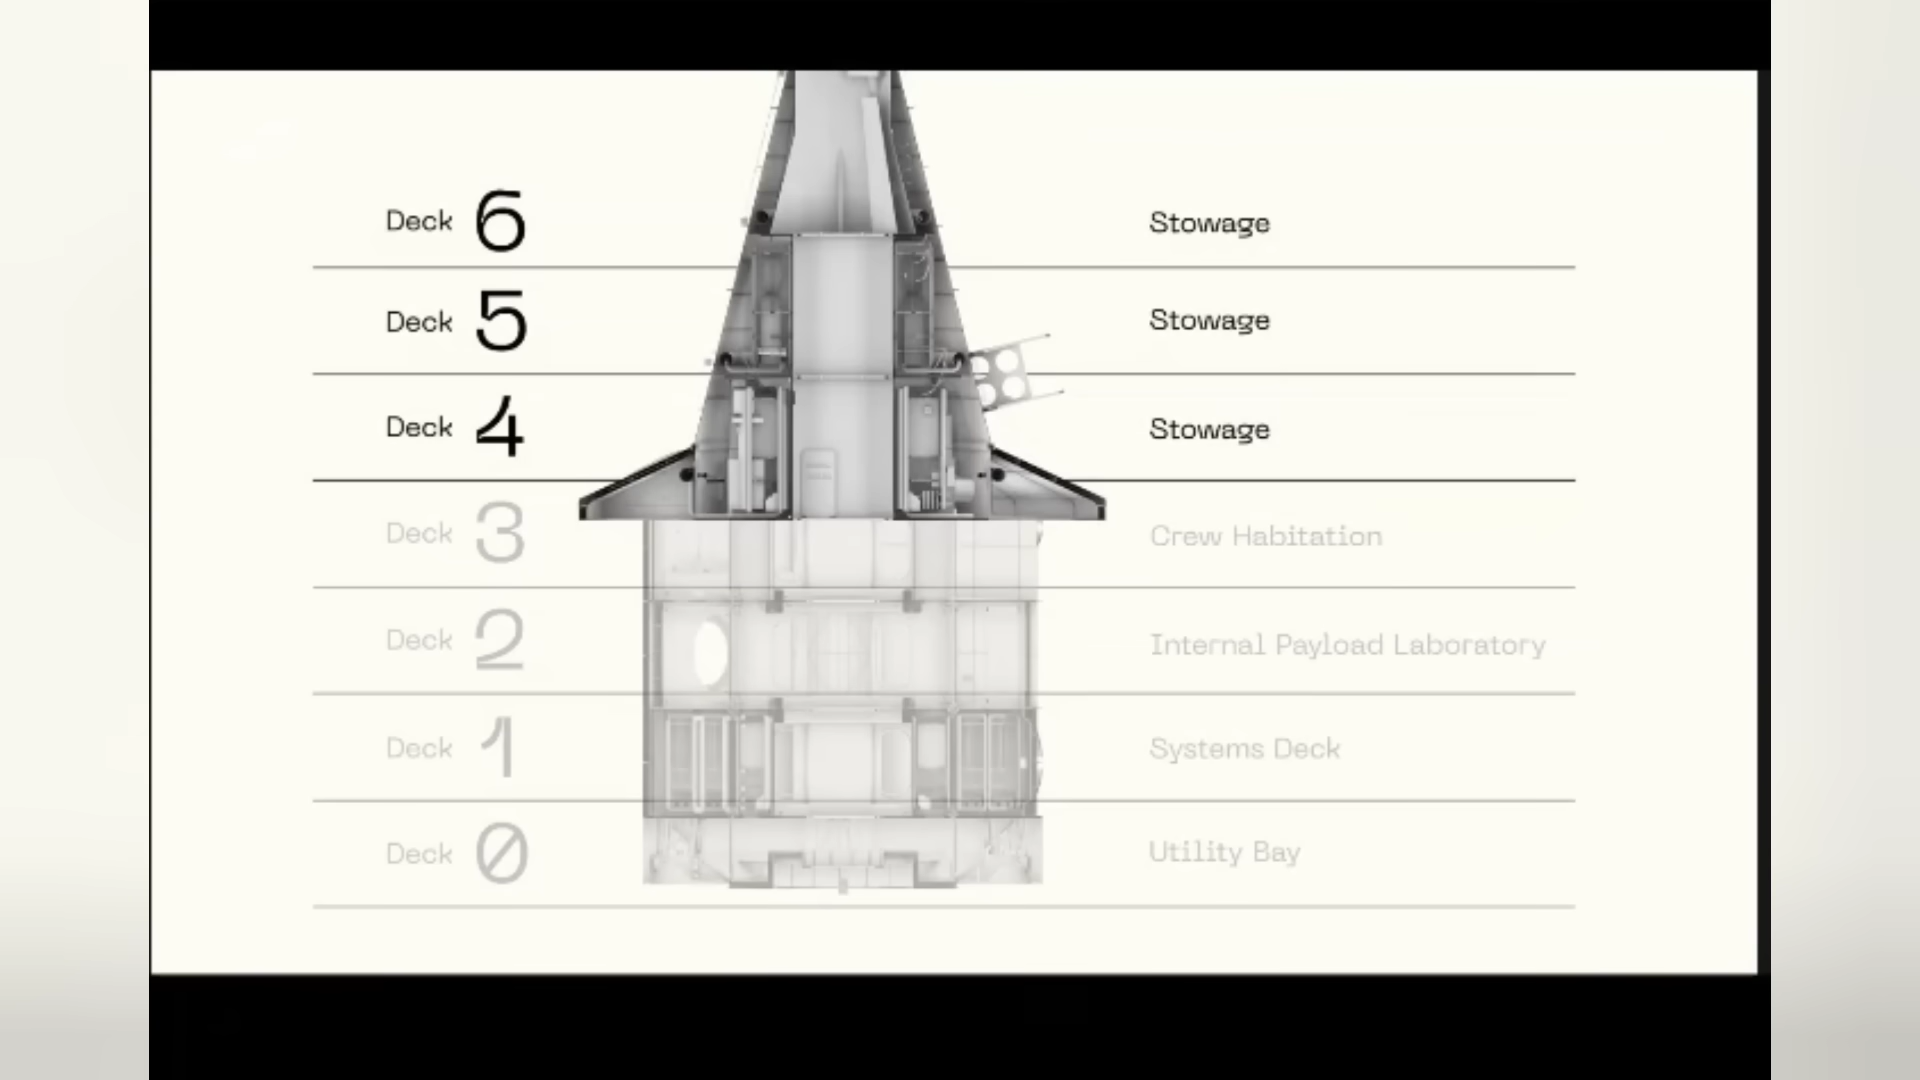 Deck 6 Stowage
Deck 5 Stowage
Deck 4 Stowage
Deck 3 Crew Habitation
Deck 2 Internal Payload Laboratory
Deck 1 Systems Deck
Deck 0 Utility Bay